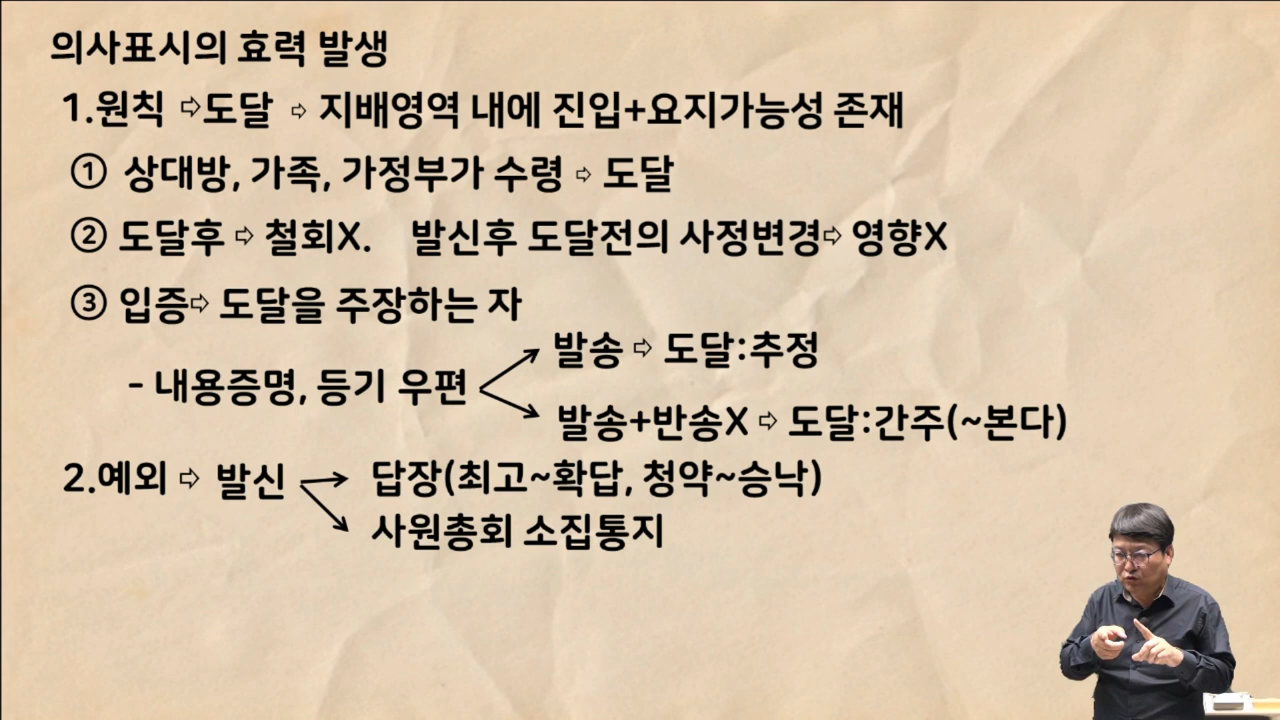 의사표시의 효력 발생
1.원칙 ⇨도달 ⇨ 지배영역 내에 진입+요지가능성 존재
① 상대방, 가족, 가정부가 수령 ⇨ 도달
② 도달후 ⇨ 철회X. 발신후 도달전의 사정변경⇨ 영향X
③ 입증⇨ 도달을 주장하는 자
발송 ⇨ 도달:추정
- 내용증명, 등기 우편
발송+반송X ⇨ 도달:간주(~본다)
2.예외 ⇨ 발신 답장(최고~확답, 청약~승낙)
사원총회 소집통지